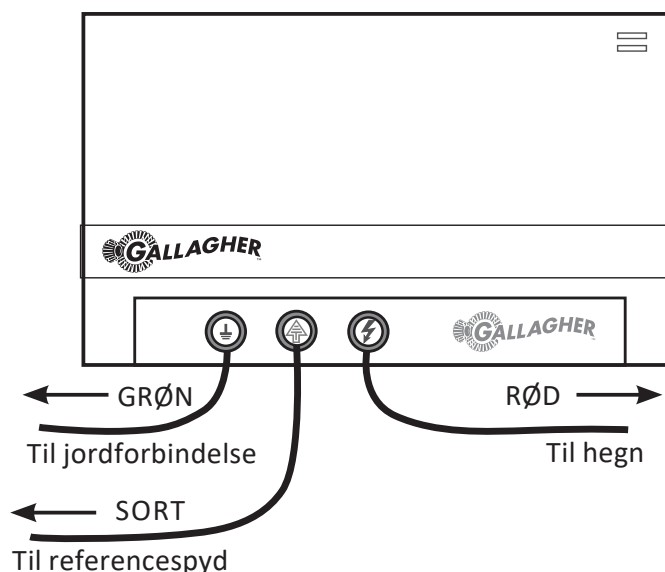 GALLAGHER
GALLAGHER
GRØN
RØD
Til jordforbindelse
Til hegn
SORT
Til referencespyd